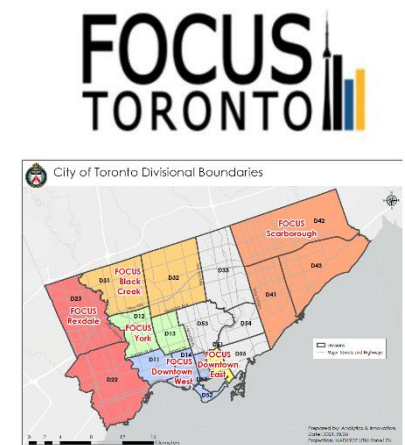 FOCUS
TORONTO
City of Toronto Divisional Boundaries
D42
FOCUS
Scarborough
D33
D43
D41
D31
FOCUS
Black
Creek
D32
D23
FOCUS
Rexdale
D12
FOCUS
York
D13
D53
D54
D22
D11
D14
FOCUS
Downtown
West
D51
FOCUS
Downtown
East
D55
D52
Divisions
Major Streets and Highways
Prepared by: Analytics & Innovation